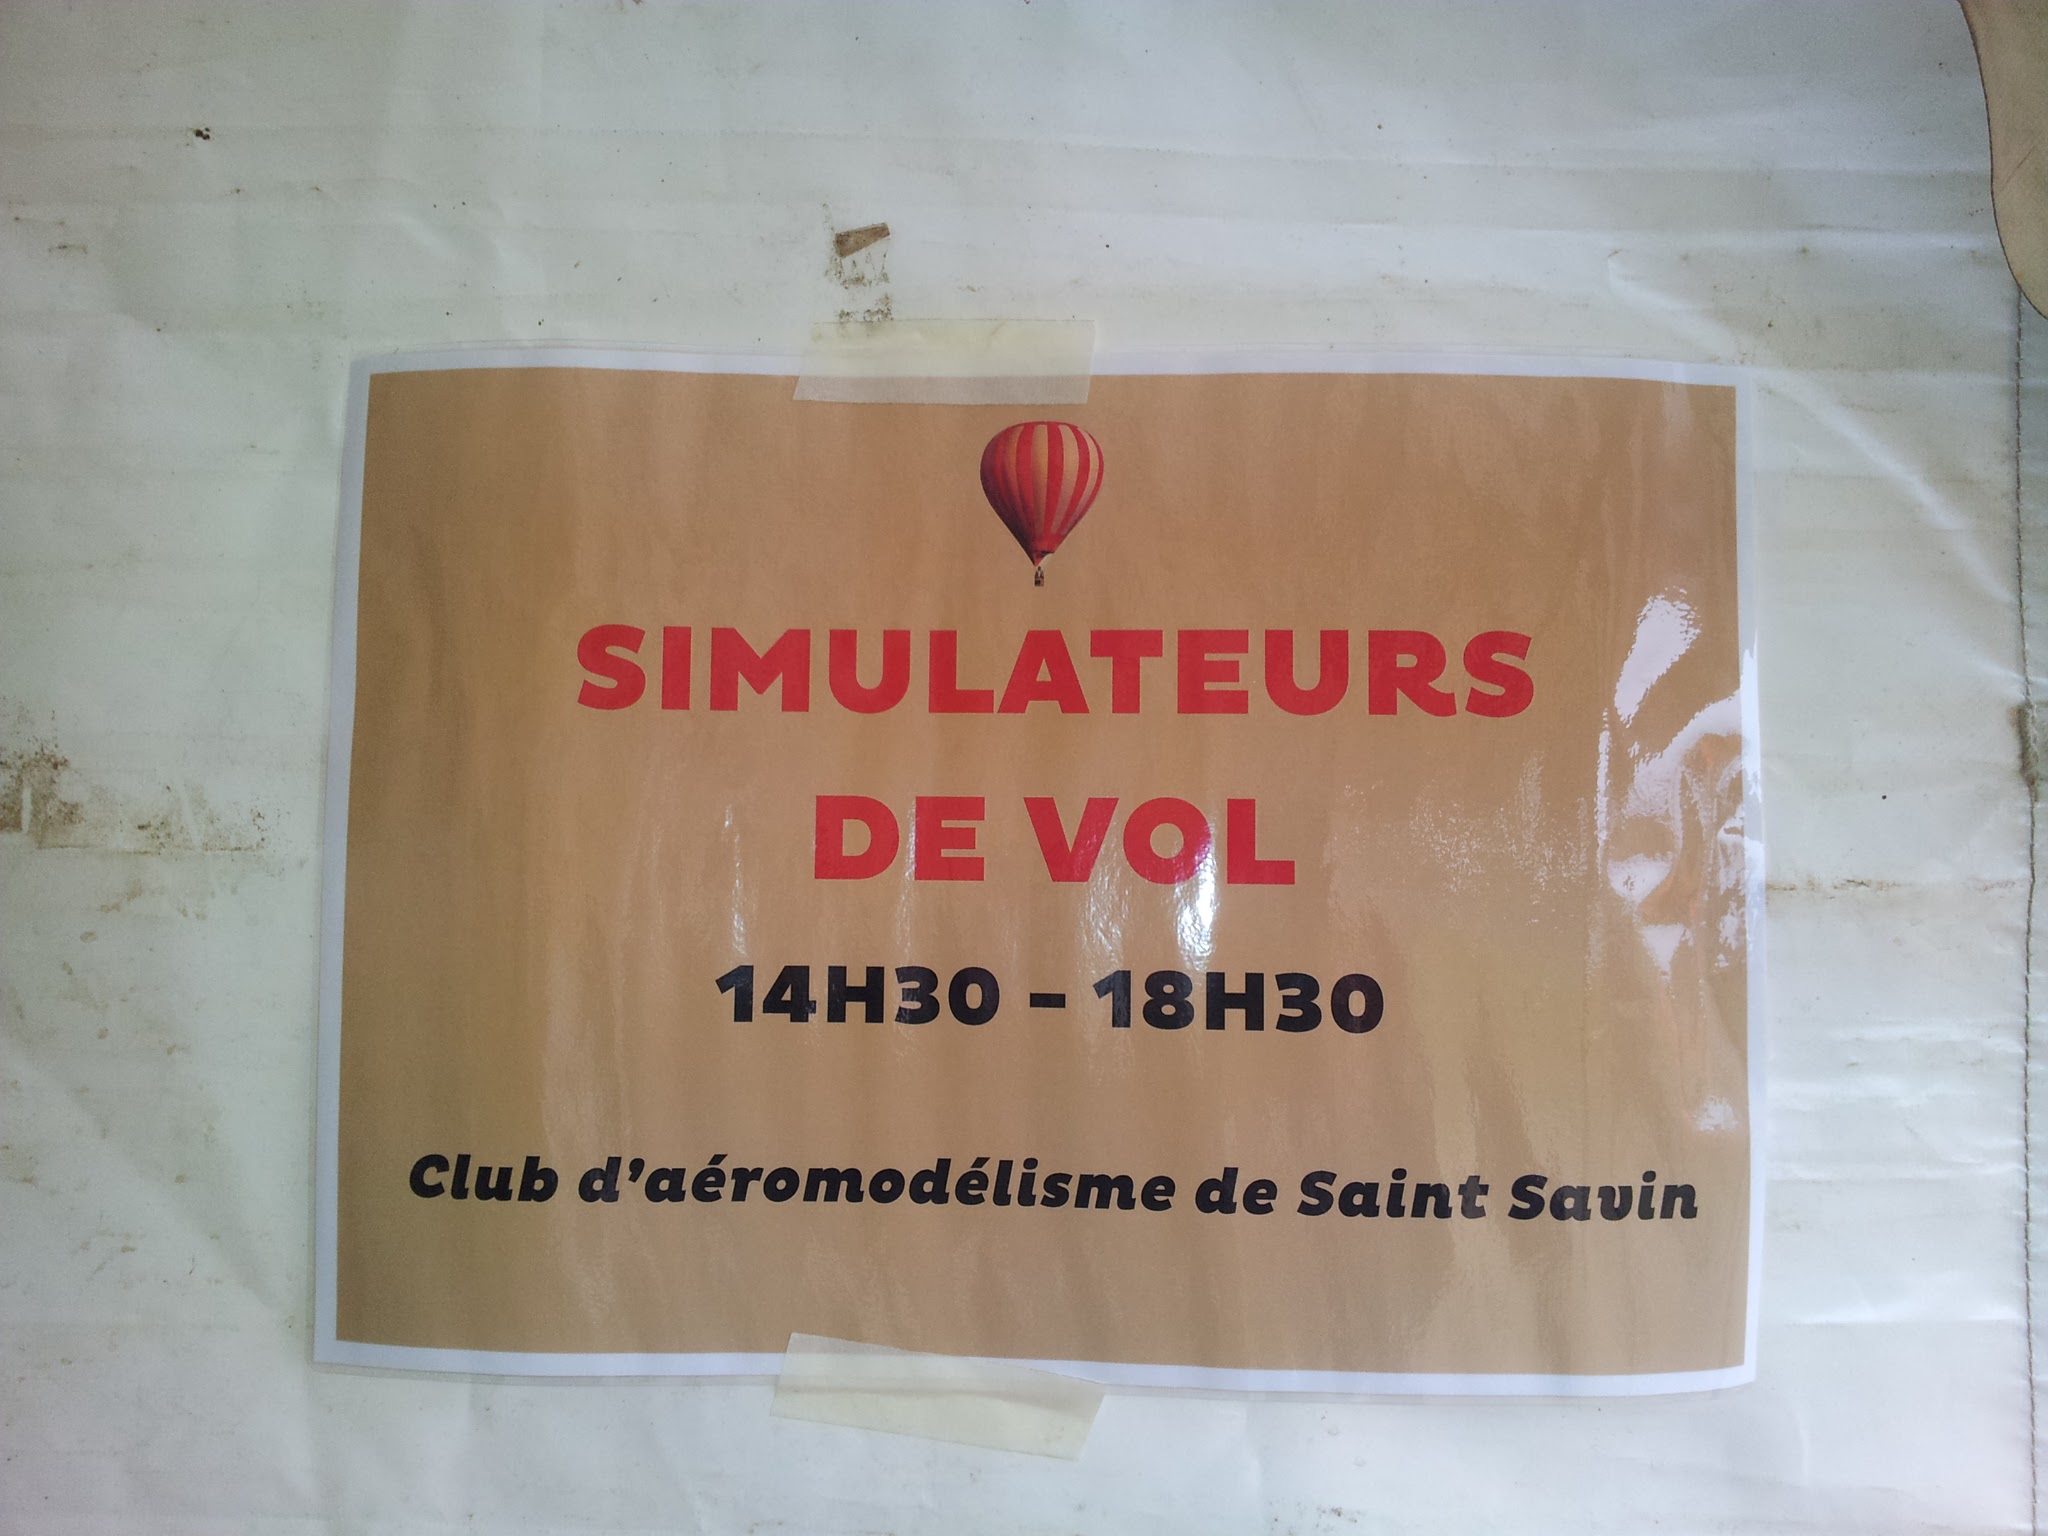 SIMULATEURS
DE VOL
14H30 - 18H30
Club d'aéromodélisme de Saint Savin